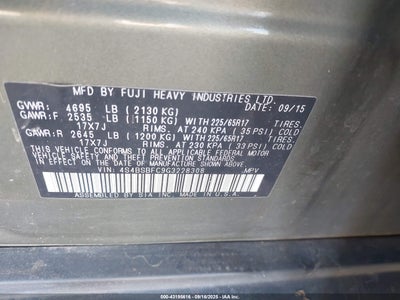 MFD BY FUJI HEAVY INDUSTRIES LTD.
GVWR: 4695 LB ( 2130 KG) DATE: 09/15
GAWR:F 2535 LB ( 1150 KG) WITH 225/65R17 TIRES.
17X7J RIMS. AT 240 KPA ( 35 PSI) COLD
GAWR:R 2645 LB ( 1200 KG) WITH 225/65R17 TIRES.
17X7J RIMS. AT 230 KPA ( 33 PSI) COLD
THIS VEHICLE CONFORMS TO ALL APPLICABLE U.S. FEDERAL MOTOR
VEHICLE SAFETY, BUMPER, AND THEFT PREVENTION STANDARDS
IN EFFECT ON THE DATE OF MANUFACTURE SHOWN ABOVE.
VIN: 4S4BSBFC9G3228308 MPV
ASSEMBLED BY SIA INC. MADE IN U.S.A.
000-43195616 - 09/18/2025 - IAAI.COM